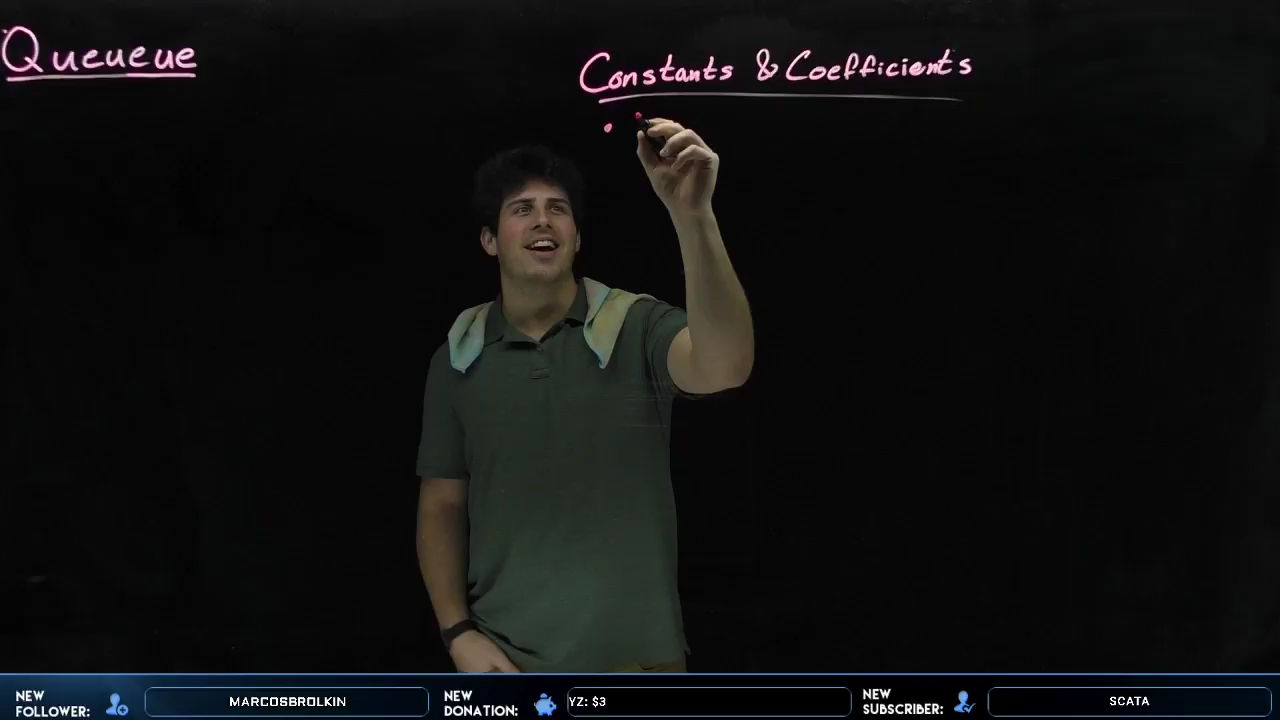 Queueue
Constants & Coefficients
NEW FOLLOWER:
MARCOSBROLKIN
NEW DONATION:
YZ: $3
NEW SUBSCRIBER:
SCATA